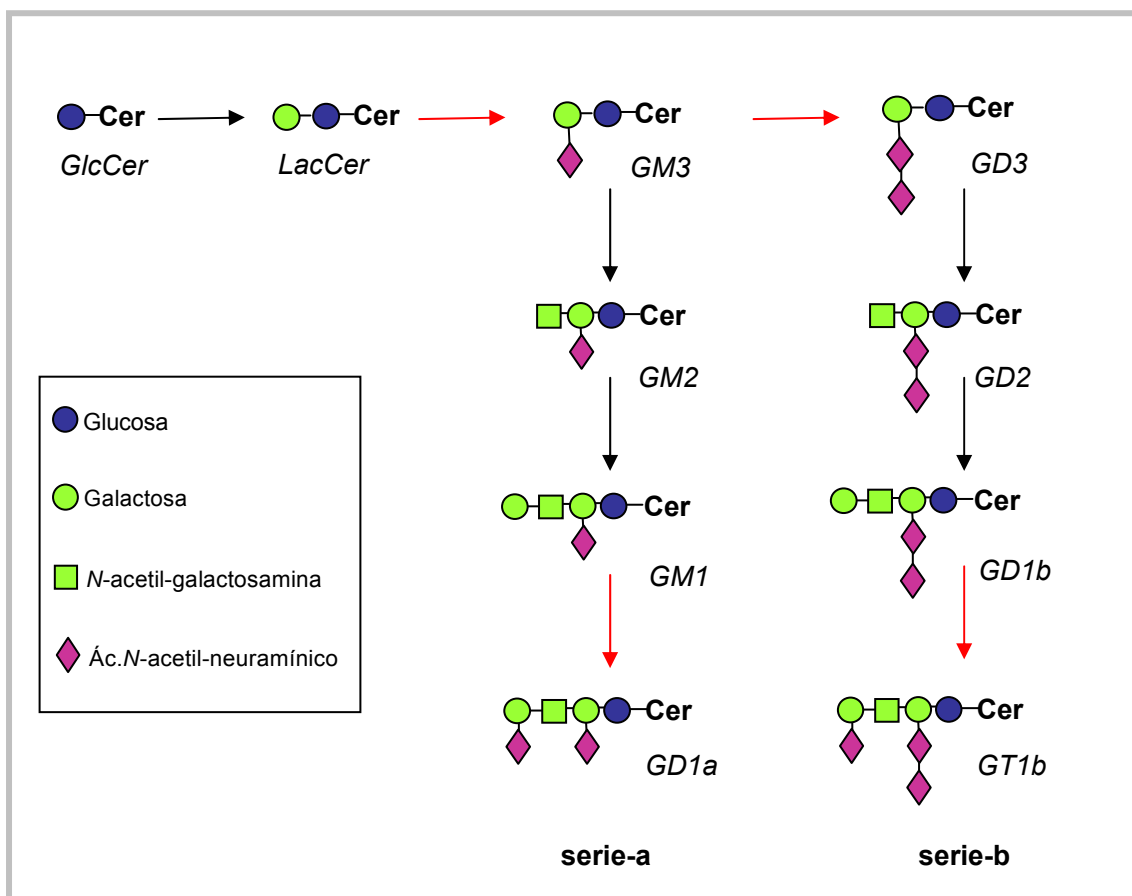 Cer
Cer
Cer
Cer
GlcCer
LacCer
GM3
GD3
Cer
Cer
GM2
GD2
Glucosa
Galactosa
N-acetil-galactosamina
Ác.N-acetil-neuramínico
Cer
Cer
GM1
GD1b
Cer
Cer
GD1a
GT1b
serie-a
serie-b